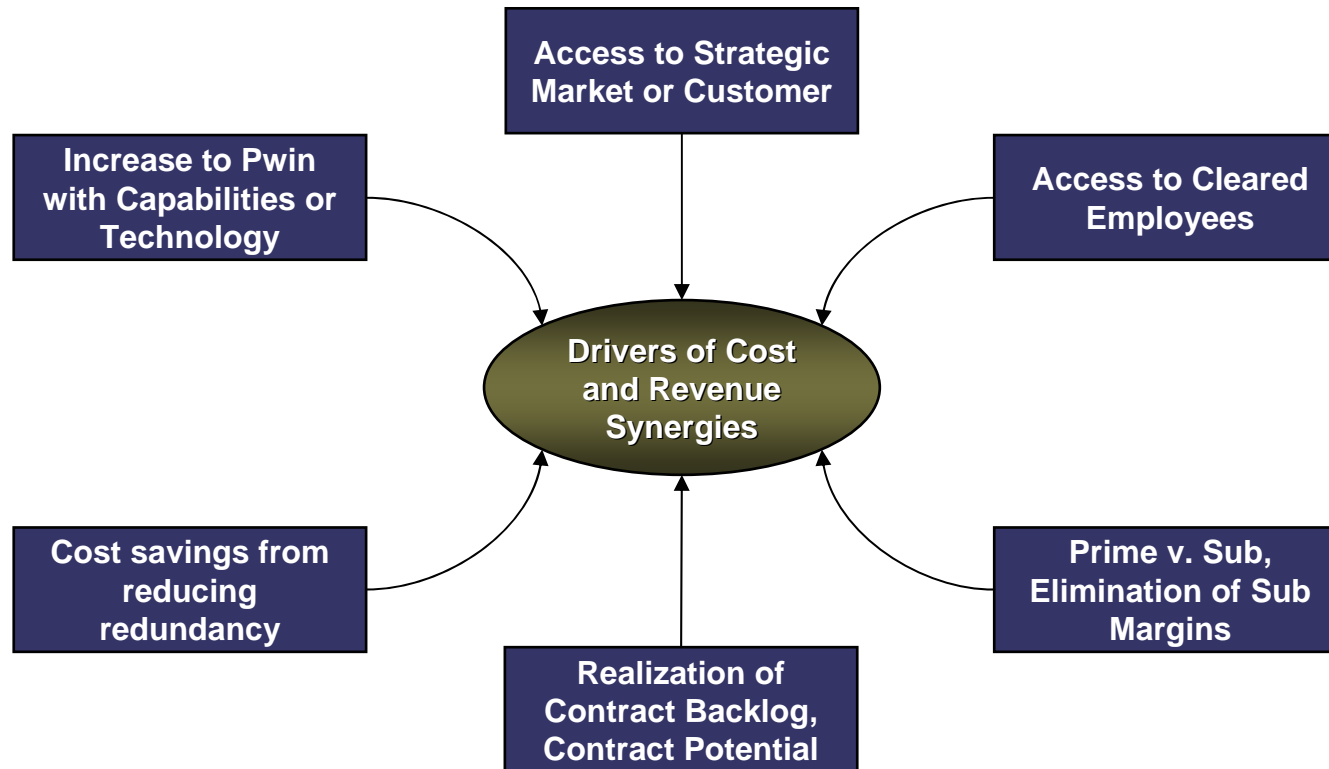 Access to Strategic
Market or Customer
Increase to Pwin
with Capabilities or
Technology
Access to Cleared
Employees
Drivers of Cost
and Revenue
Synergies
Cost savings from
reducing
redundancy
Prime v. Sub,
Elimination of Sub
Margins
Realization of
Contract Backlog,
Contract Potential